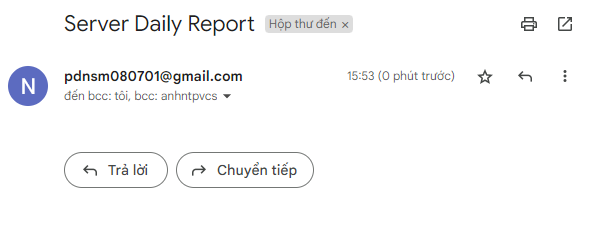 Server Daily Report Hộp thư đến ×
N pdnsm080701@gmail.com 15:53 (0 phút trước)
đến bcc: tôi, bcc: anhntpvcs
Trả lời Chuyển tiếp